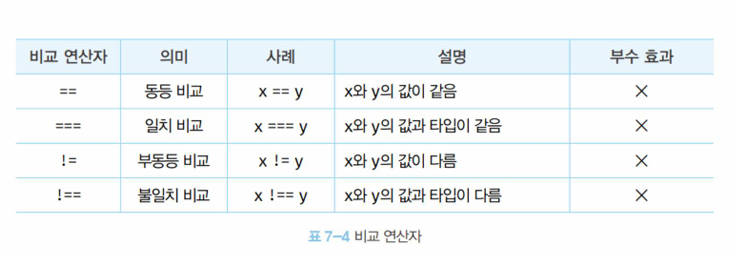 비교 연산자 의미 사례 설명 부수 효과
== 동등 비교 x == y x와 y의 값이 같음 ×
=== 일치 비교 x === y x와 y의 값과 타입이 같음 ×
!= 부동등 비교 x != y x와 y의 값이 다름 ×
!== 불일치 비교 x !== y x와 y의 값과 타입이 다름 ×
표 7-4 비교 연산자